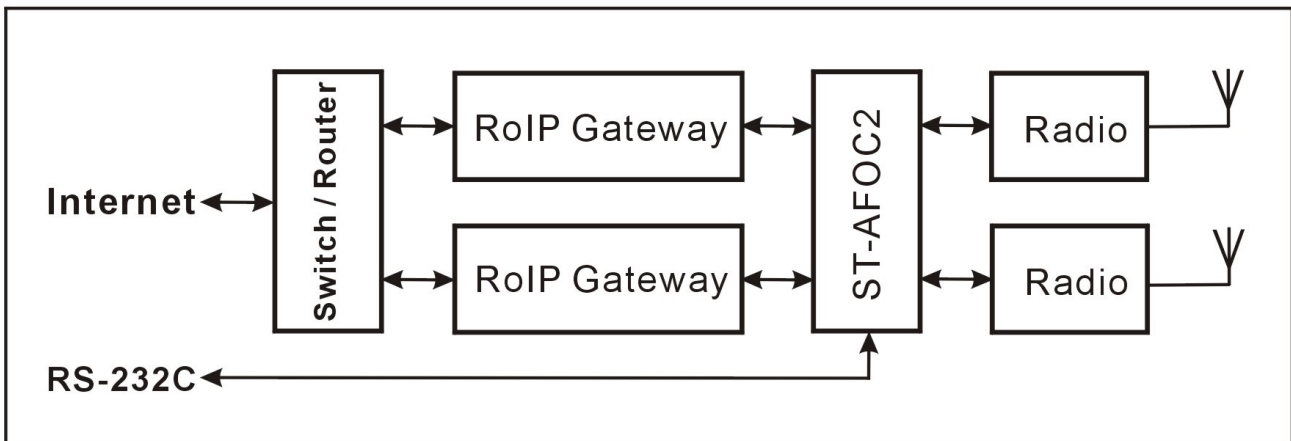 Internet
Switch / Router
RoIP Gateway
RoIP Gateway
ST-AFOC2
Radio
Radio
RS-232C